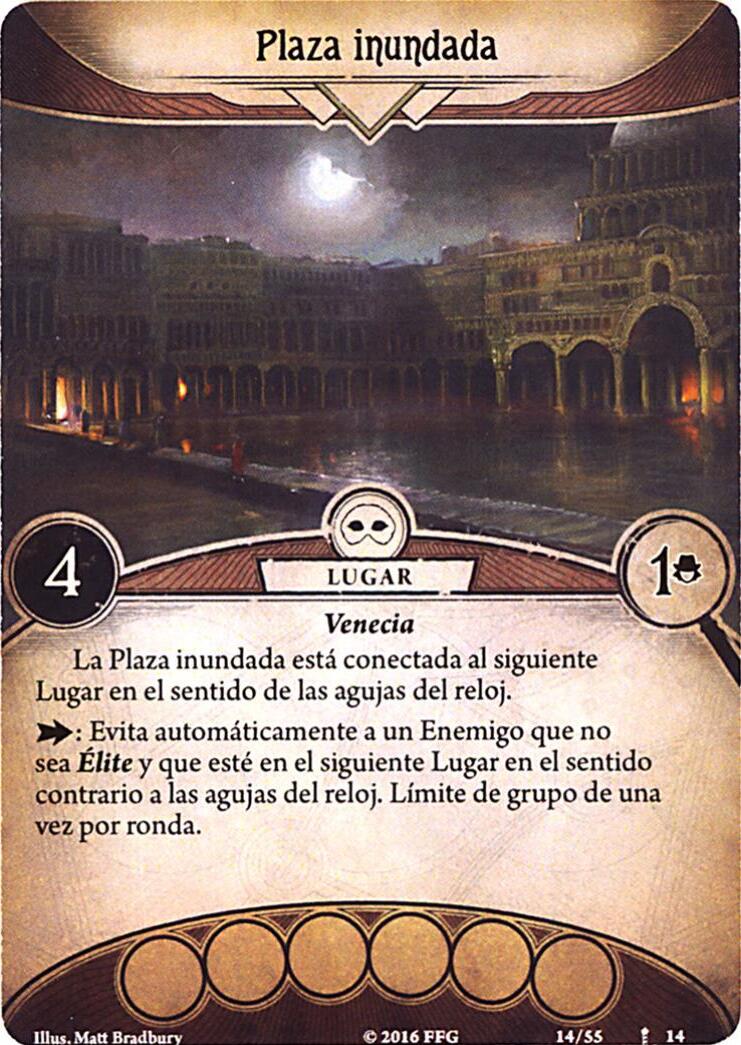 Plaza inundada
4
LUGAR
1
Venecia
La Plaza inundada está conectada al siguiente
Lugar en el sentido de las agujas del reloj.
: Evita automáticamente a un Enemigo que no
sea Élite y que esté en el siguiente Lugar en el sentido
contrario a las agujas del reloj. Límite de grupo de una
vez por ronda.
Illus. Matt Bradbury
© 2016 FFG
14/55
14